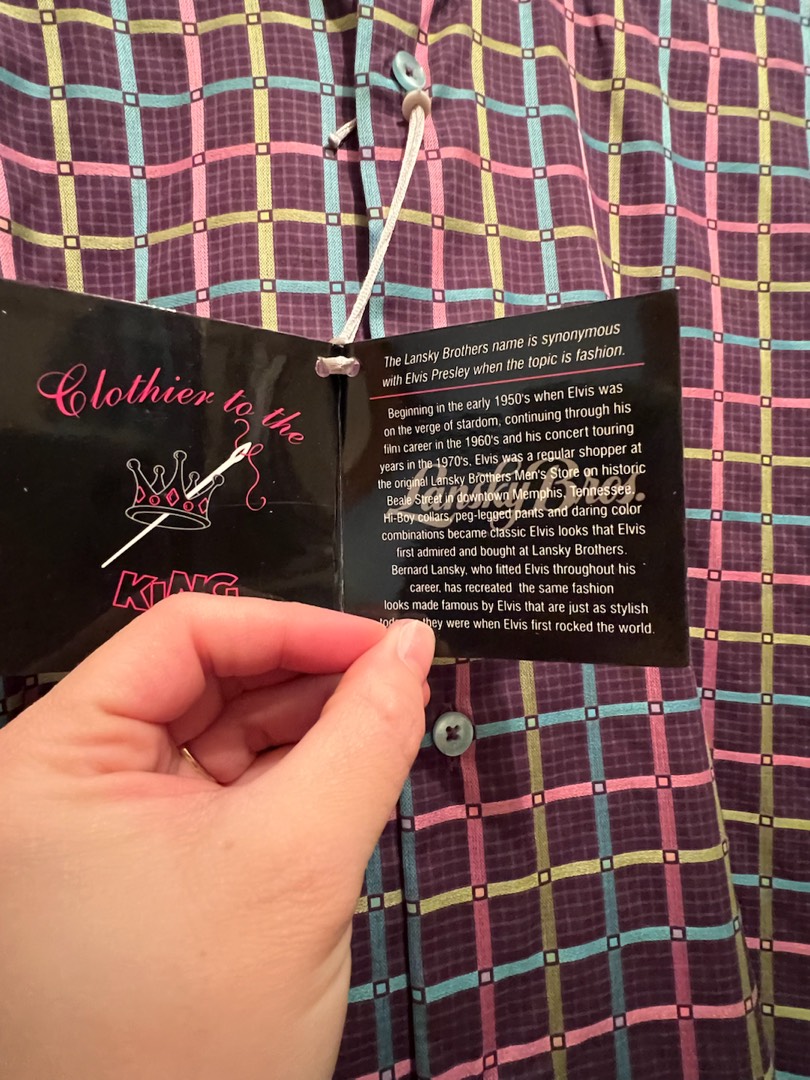 Clothier to the
KING
The Lansky Brothers name is synonymous
with Elvis Presley when the topic is fashion.
Beginning in the early 1950's when Elvis was
on the verge of stardom, continuing through his
film career in the 1960's and his concert touring
years in the 1970's, Elvis was a regular shopper at
the original Lansky Brothers Men's Store on historic
Beale Street in downtown Memphis, Tennessee.
Hi-Boy collars, peg-legged pants and daring color
combinations became classic Elvis looks that Elvis
first admired and bought at Lansky Brothers.
Bernard Lansky, who fitted Elvis throughout his
career, has recreated the same fashion
looks made famous by Elvis that are just as stylish
they were when Elvis first rocked the world.
Lansky Bros.